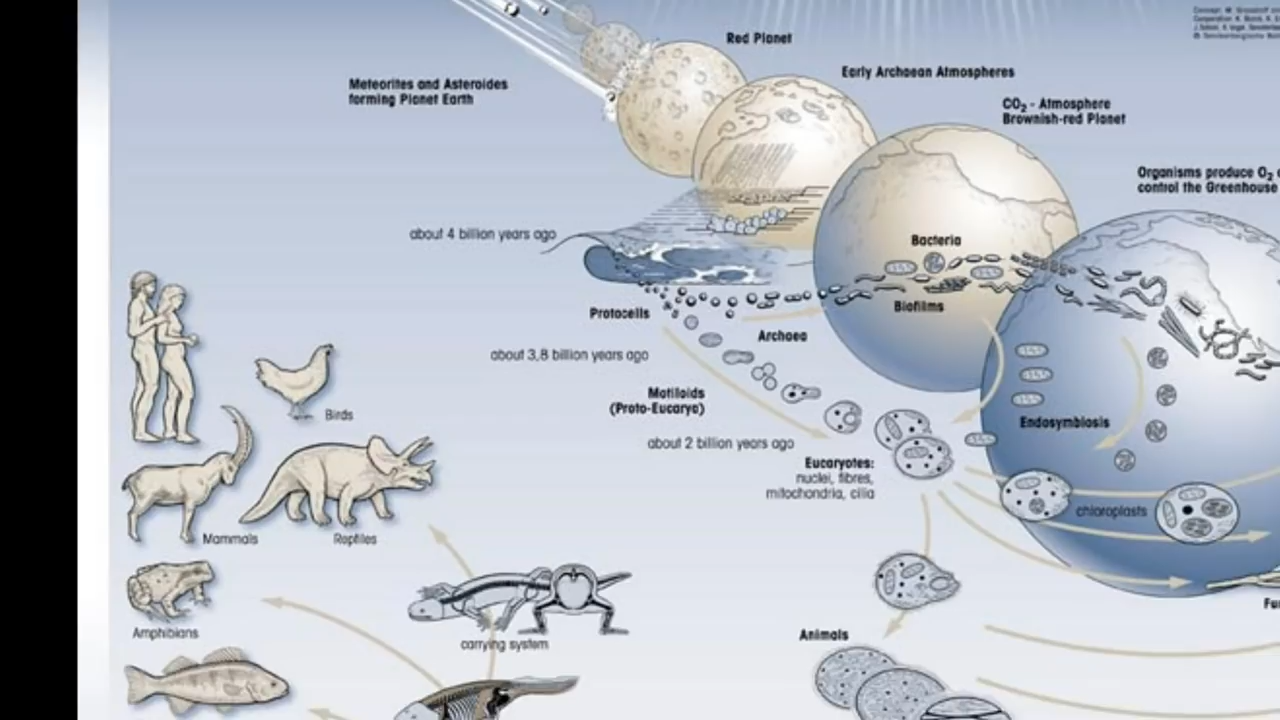 Red Planet
Meteorites and Asteroides
forming Planet Earth
Early Archaean Atmospheres
CO₂ - Atmosphere
Brownish-red Planet
Organisms produce O₂
control the Greenhouse
about 4 billion years ago
Bacteria
Biofilms
Protocells
Archaea
about 3,8 billion years ago
Motiloids
(Proto-Eucarya)
about 2 billion years ago
Endosymbiosis
Eucaryotes:
nuclei, fibres,
mitochondria, cilia
chloroplasts
Birds
Mammals
Reptiles
Amphibians
carrying system
Animals